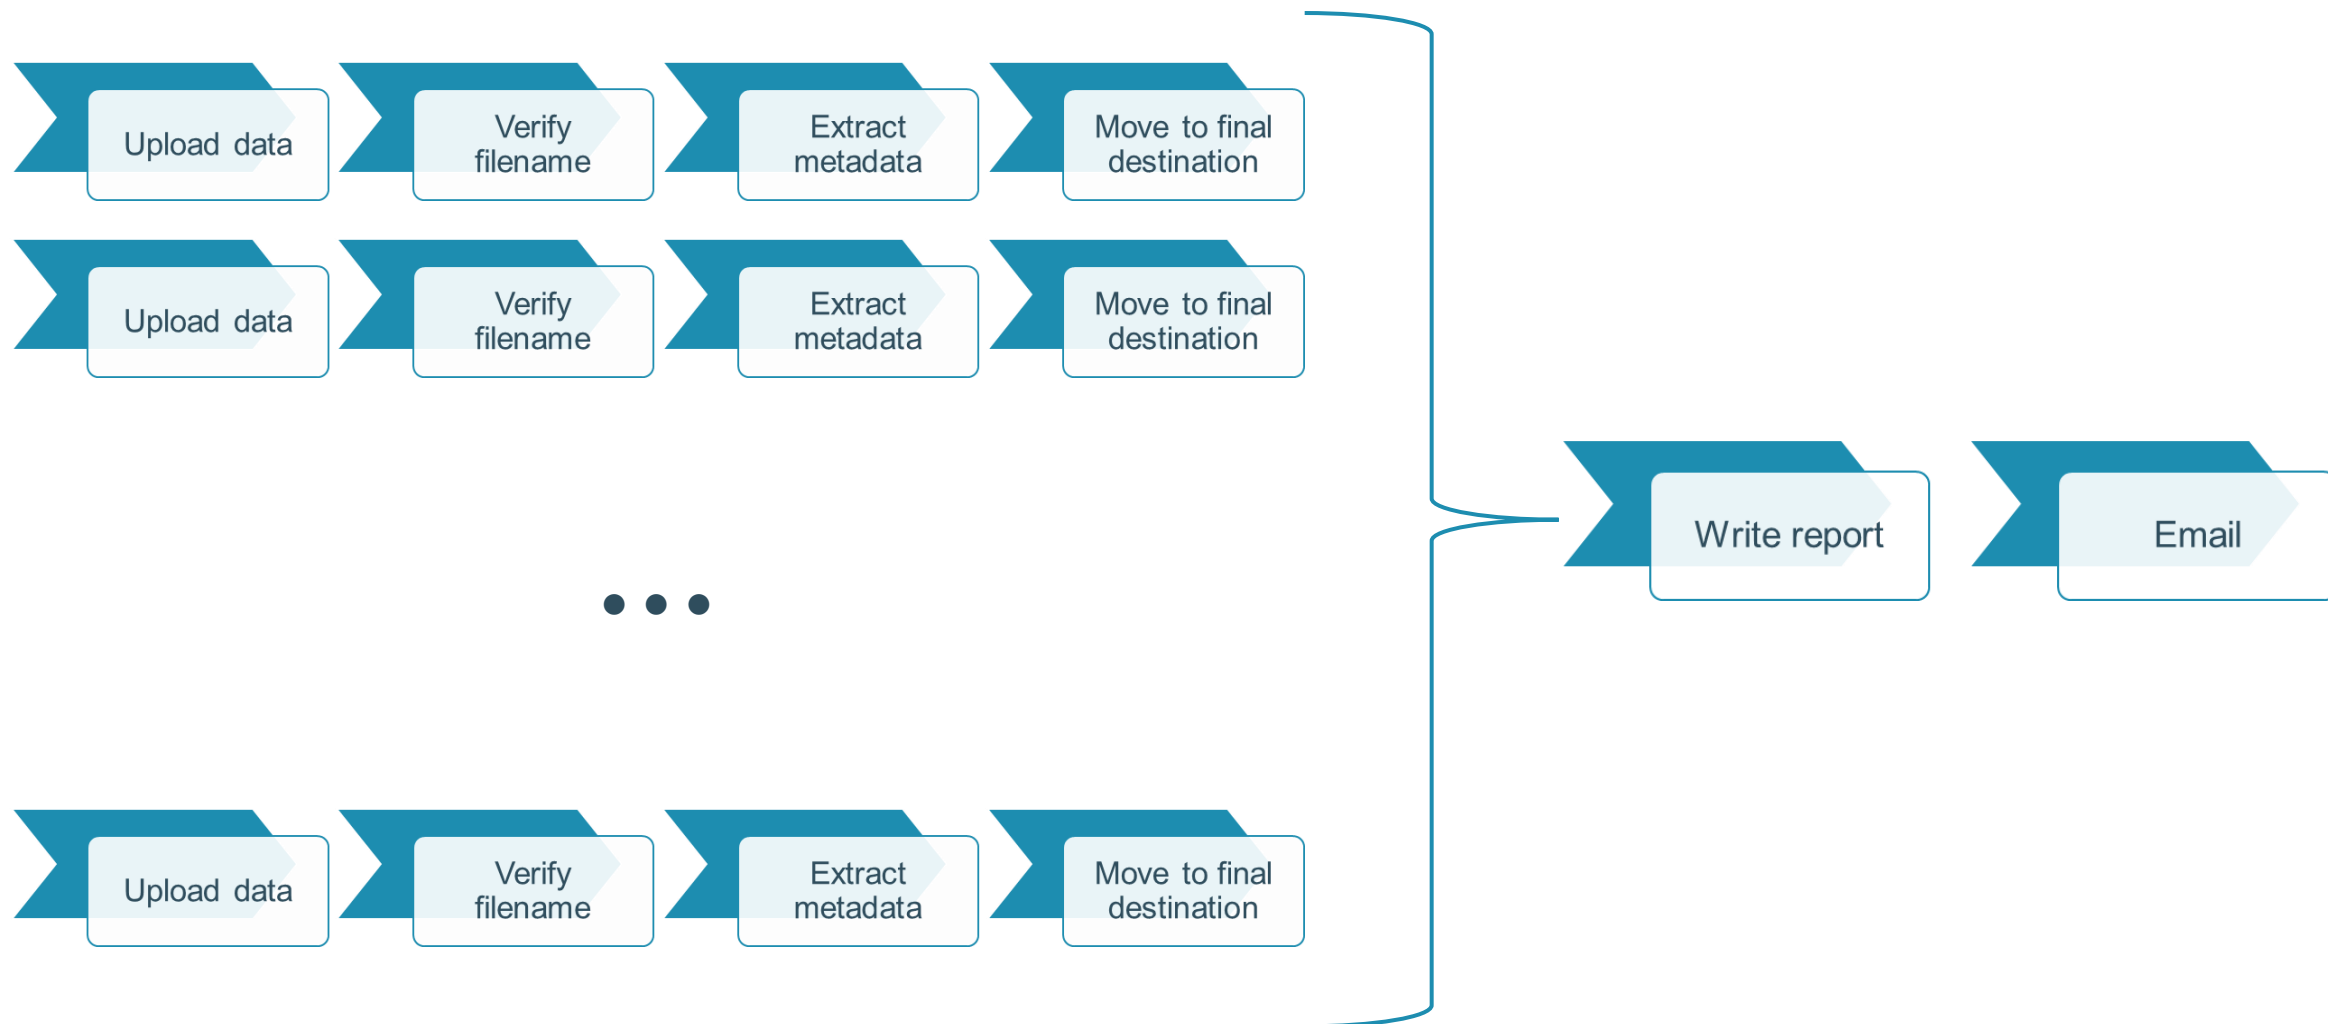 Upload data
Verify
filename
Extract
metadata
Move to final
destination
Upload data
Verify
filename
Extract
metadata
Move to final
destination
Write report
Email
...
Upload data
Verify
filename
Extract
metadata
Move to final
destination